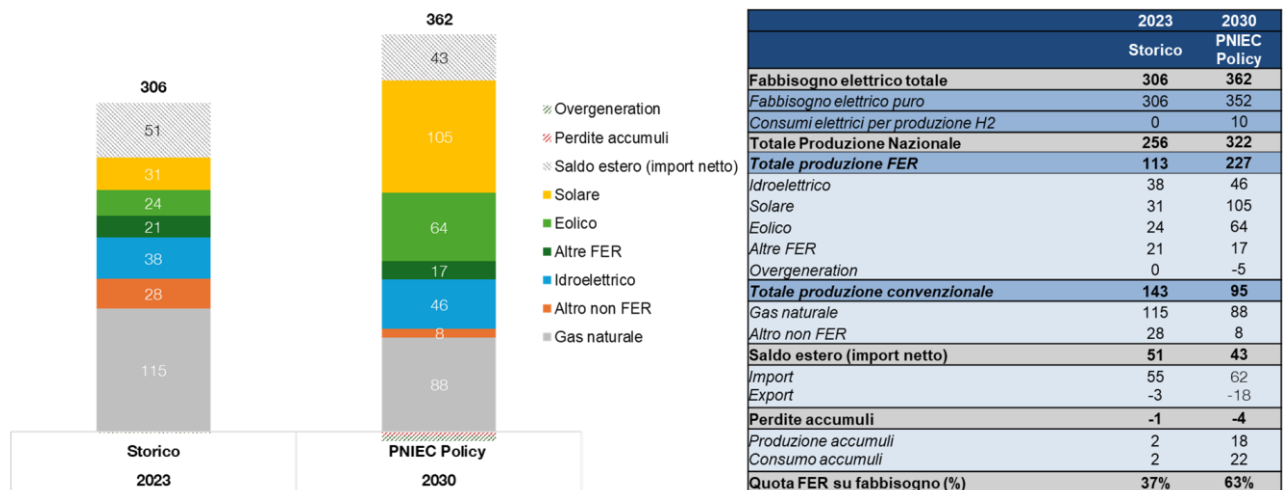 306
51
31
24
21
38
28
115
Storico
2023
362
43
105
64
17
46
8
88
PNIEC Policy
2030
Overgeneration
Perdite accumuli
Saldo estero (import netto)
Solare
Eolico
Altre FER
Idroelettrico
Altro non FER
Gas naturale
2023 2030
Storico PNIEC Policy
Fabbisogno elettrico totale 306 362
Fabbisogno elettrico puro 306 352
Consumi elettrici per produzione H2 0 10
Totale Produzione Nazionale 256 322
Totale produzione FER 113 227
Idroelettrico 38 46
Solare 31 105
Eolico 24 64
Altre FER 21 17
Overgeneration 0 -5
Totale produzione convenzionale 143 95
Gas naturale 115 88
Altro non FER 28 8
Saldo estero (import netto) 51 43
Import 55 62
Export -3 -18
Perdite accumuli -1 -4
Produzione accumuli 2 18
Consumo accumuli 2 22
Quota FER su fabbisogno (%) 37% 63%